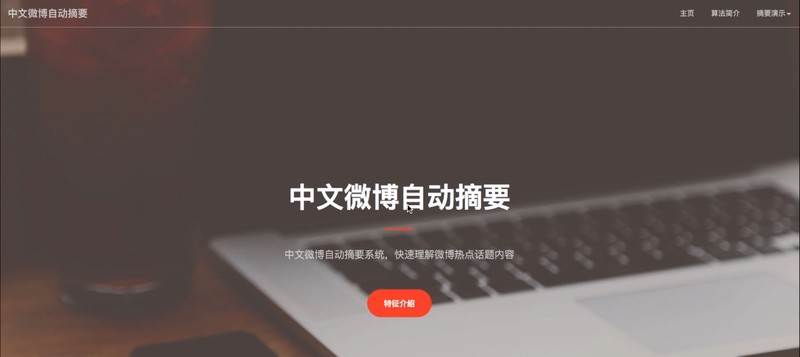 中文微博自动摘要
主页 算法简介 摘要演示
中文微博自动摘要
中文微博自动摘要系统，快速理解微博热点话题内容
特征介绍